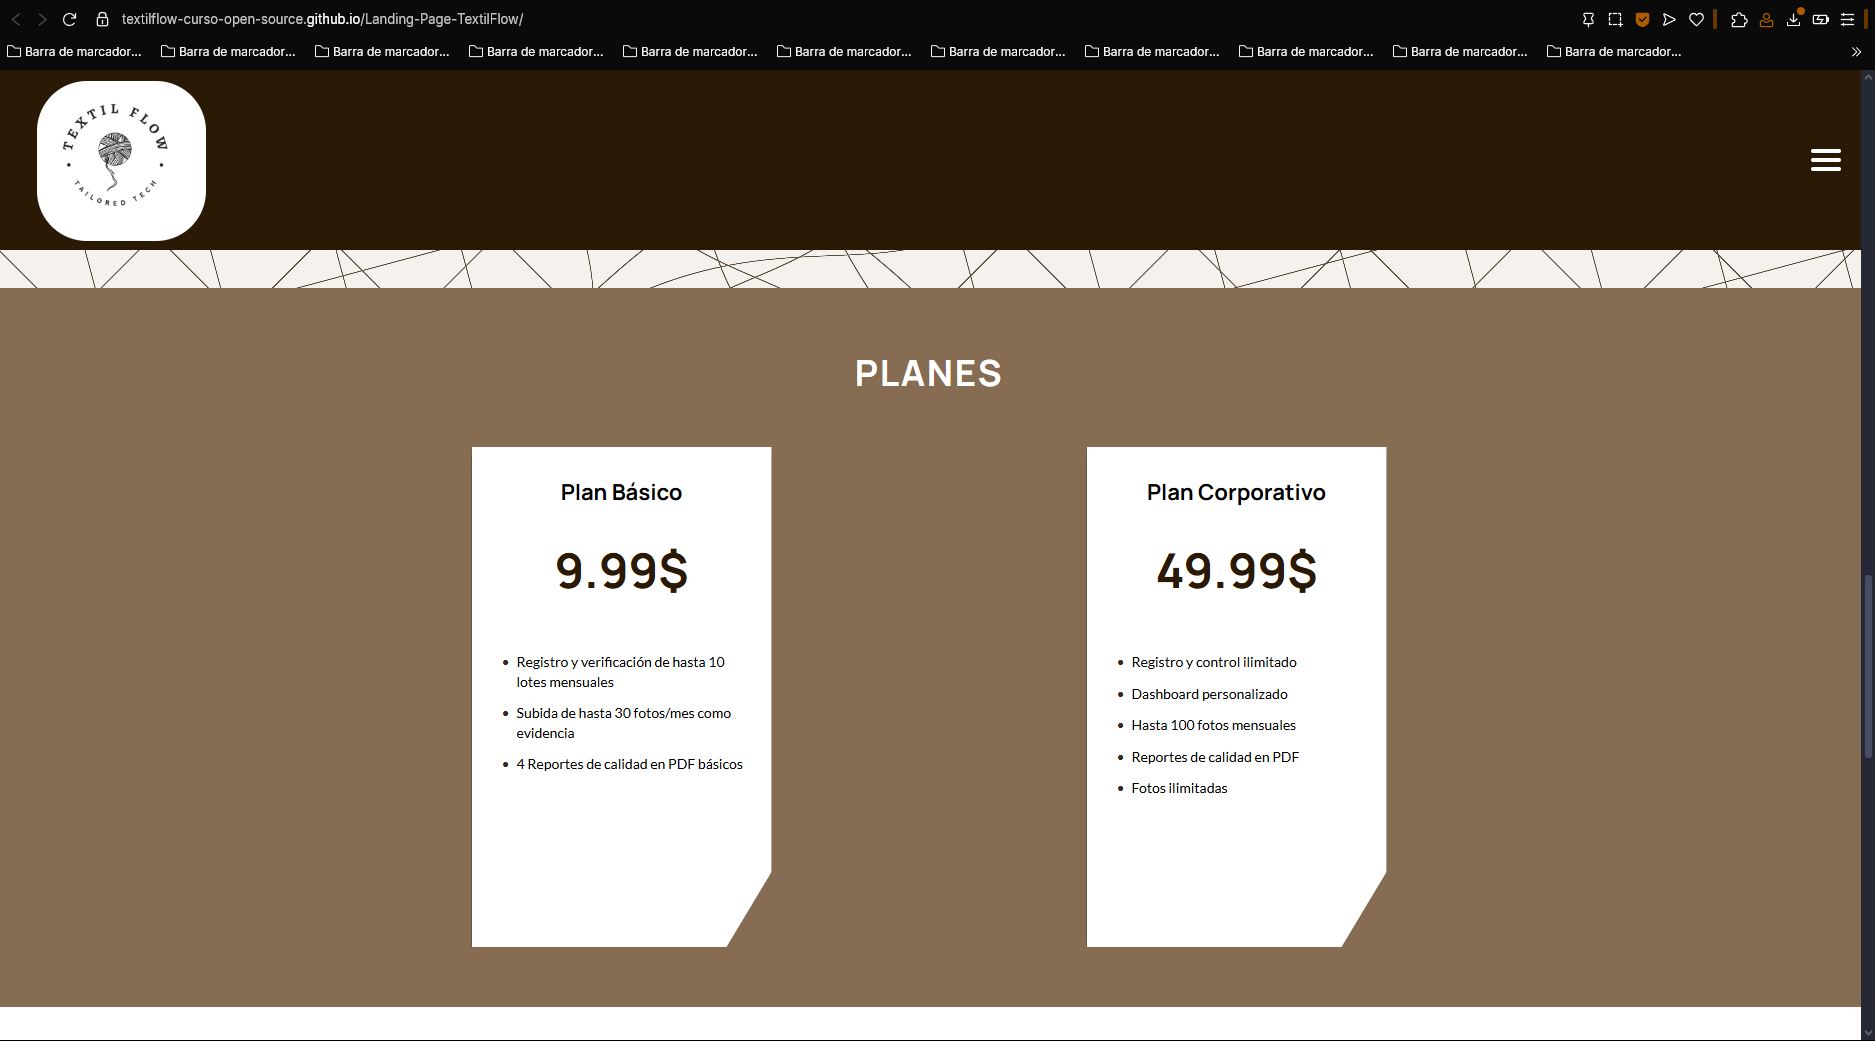 textilflow-curso-open-source.github.io/Landing-Page-TextilFlow/
Barra de marcador... Barra de marcador... Barra de marcador... Barra de marcador... Barra de marcador... Barra de marcador... Barra de marcador... Barra de marcador... Barra de marcador... Barra de marcador... Barra de marcador...
TEXTIL FLOW
TAILORED TECH
PLANES
Plan Básico
9.99$
Registro y verificación de hasta 10
lotes mensuales
Subida de hasta 30 fotos/mes como
evidencia
4 Reportes de calidad en PDF básicos
Plan Corporativo
49.99$
Registro y control ilimitado
Dashboard personalizado
Hasta 100 fotos mensuales
Reportes de calidad en PDF
Fotos ilimitadas